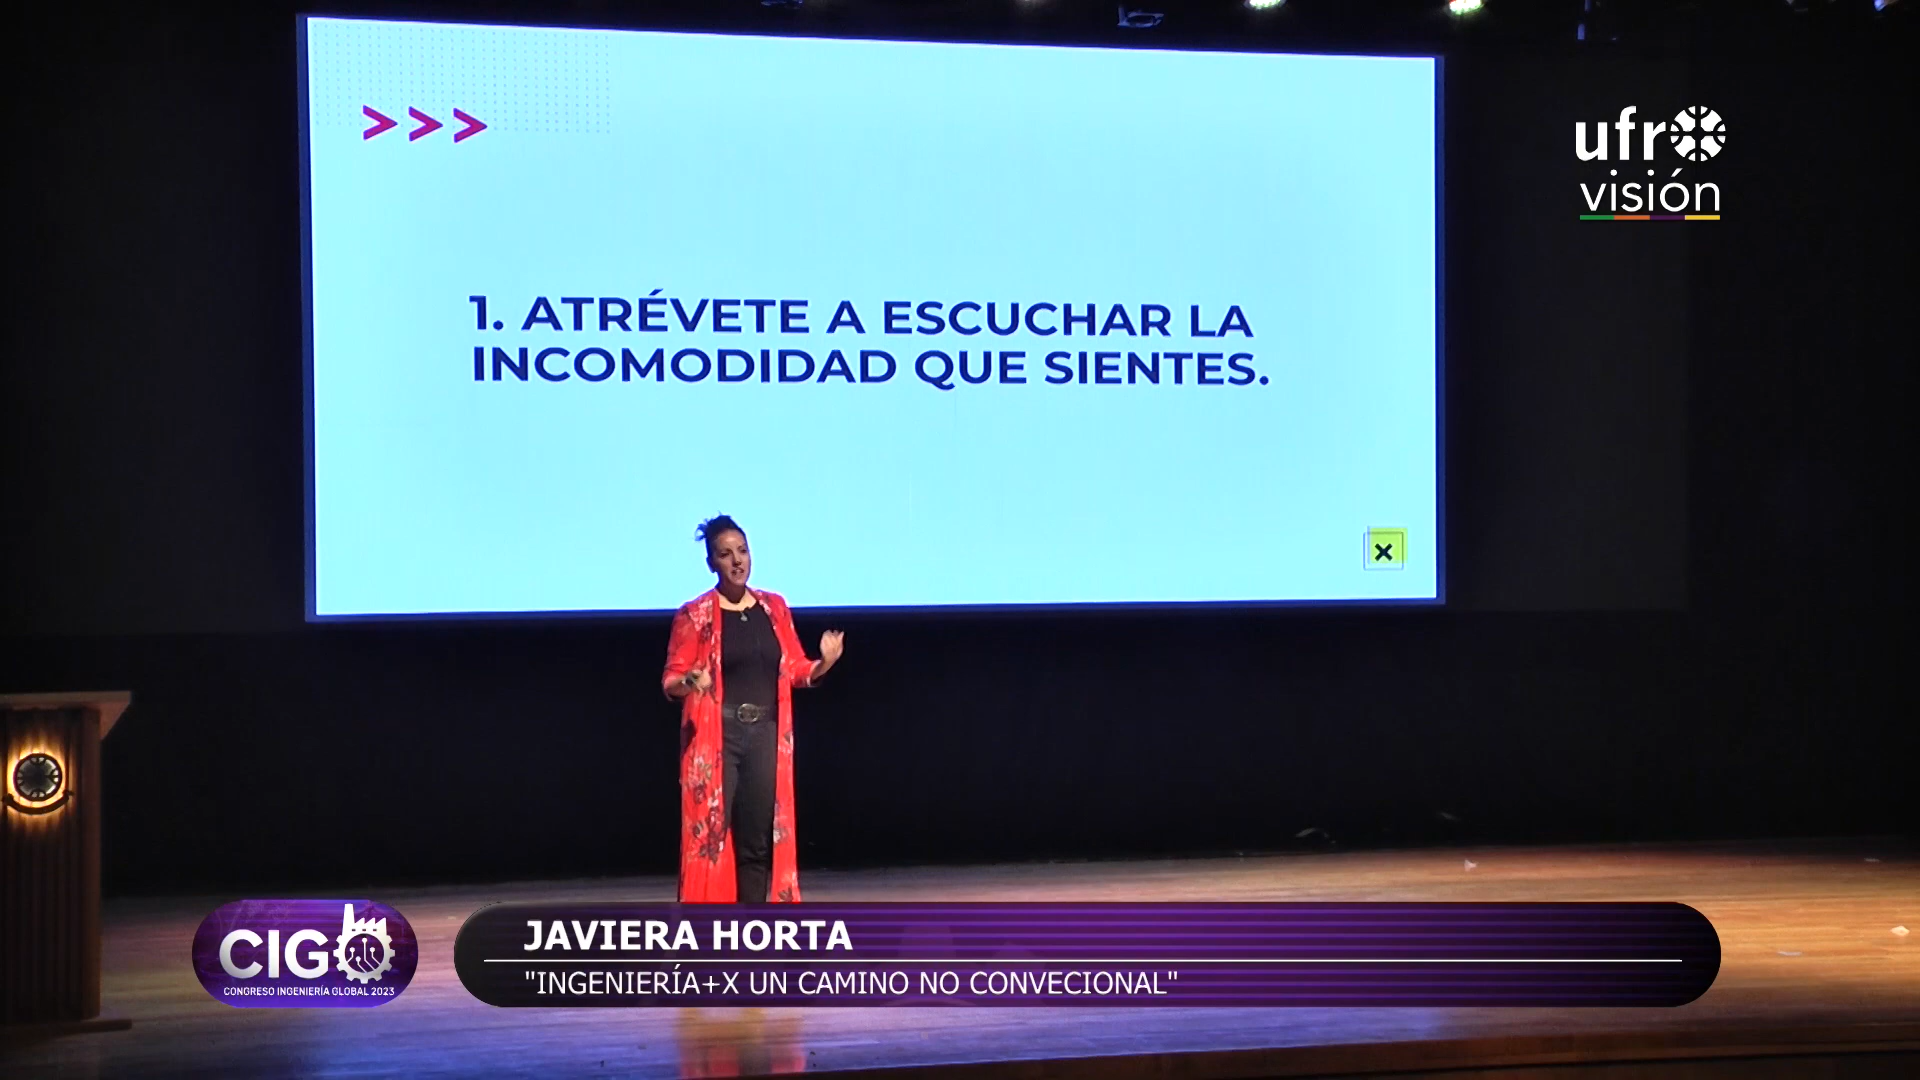 >>>
1. ATRÉVETE A ESCUCHAR LA
INCOMODIDAD QUE SIENTES.
ufro
visión
CIGO
CONGRESO INGENIERÍA GLOBAL 2023
JAVIERA HORTA
"INGENIERÍA+X UN CAMINO NO CONVECIONAL"